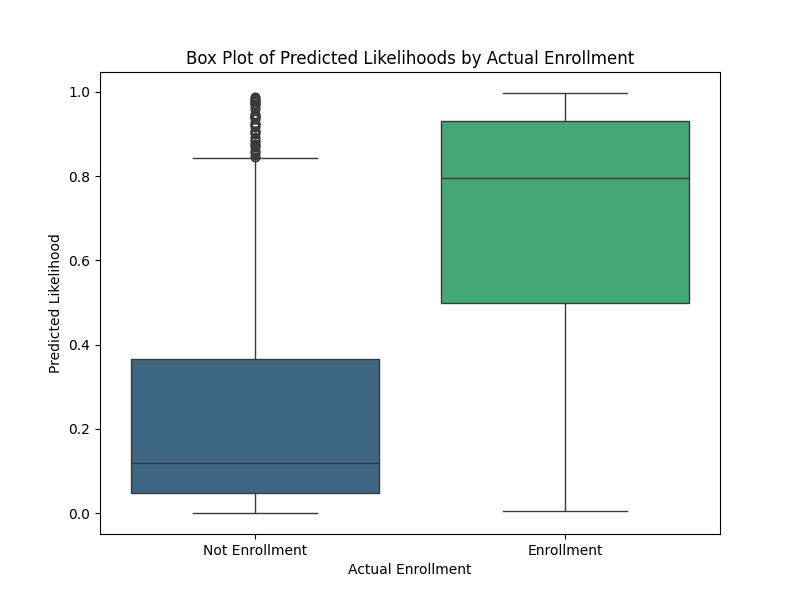 Box Plot of Predicted Likelihoods by Actual Enrollment
1.0
0.8
0.6
0.4
0.2
0.0
Predicted Likelihood
Not Enrollment
Enrollment
Actual Enrollment